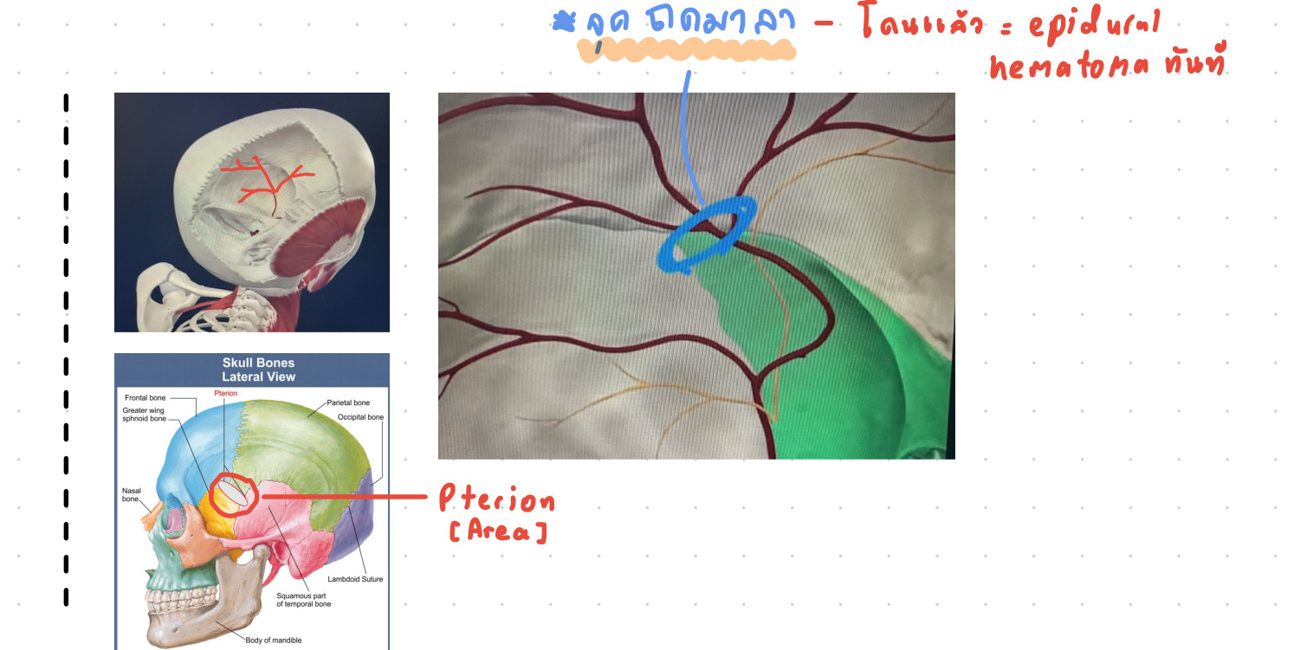 * จุด ทัดมาลา - โดนแล้ว = epidural
hematoma ทันที
Skull Bones
Lateral View
Pterion
Frontal bone
Parietal bone
Greater wing
sphnoid bone
Occipital bone
Nasal
bone
Pterion
[Area]
Lambdoid Suture
Squamous part
of temporal bone
Body of mandible